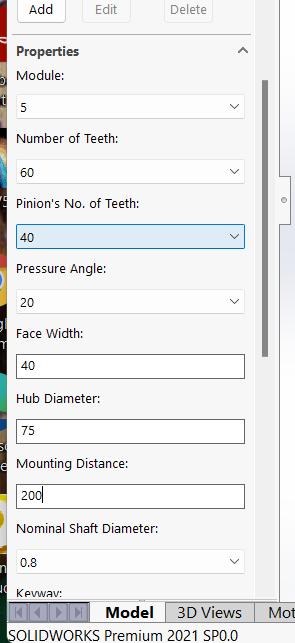 Add Edit Delete
Properties
Module:
5
Number of Teeth:
60
Pinion's No. of Teeth:
40
Pressure Angle:
20
Face Width:
40
Hub Diameter:
75
Mounting Distance:
200
Nominal Shaft Diameter:
0.8
Keyway:
Model 3D Views Mot
SOLIDWORKS Premium 2021 SP0.0